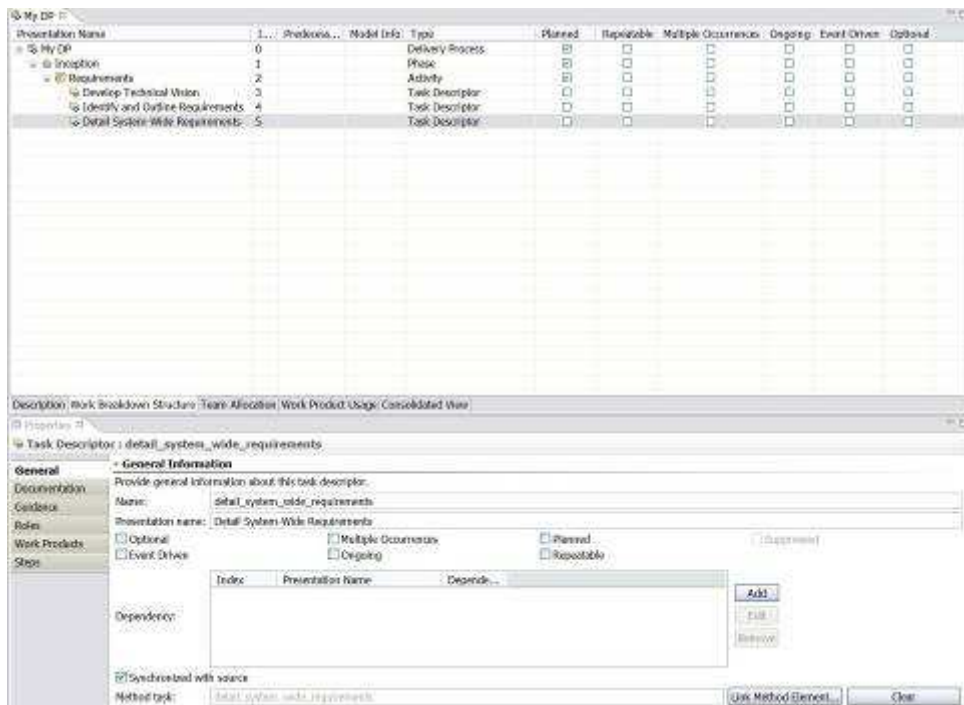 My DP
Presentation Name I... Predecess... Model Info Type Planned Repeatable Multiple Occurrences Ongoing Event Driven Optional
My DP 0 Delivery Process
Inception 1 Phase
Requirements 2 Activity
Develop Technical Vision 3 Task Descriptor
Identify and Outline Requirements 4 Task Descriptor
Detail System-Wide Requirements 5 Task Descriptor
Description Work Breakdown Structure Team Allocation Work Product Usage Consolidated View
Properties
Task Descriptor : detail_system_wide_requirements
General
Documentation
Guidance
Roles
Work Products
Steps
General Information
Provide general information about this task descriptor.
Name: detail_system_wide_requirements
Presentation name: Detail System-Wide Requirements
Optional Multiple Occurrences Planned Suppressed
Event Driven Ongoing Repeatable
Index Presentation Name Depende...
Dependency:
Add
Edit
Remove
Synchronized with source
Method task: detail_system_wide_requirements Link Method Element... Clear